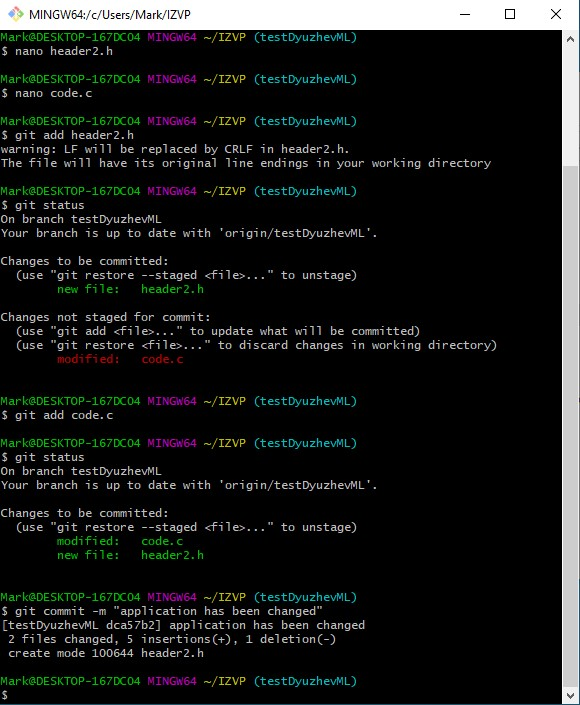 MINGW64:/c/Users/Mark/IZVP
Mark@DESKTOP-167DCO4 MINGW64 ~/IZVP (testDyuzhevML)
$ nano header2.h
Mark@DESKTOP-167DCO4 MINGW64 ~/IZVP (testDyuzhevML)
$ nano code.c
Mark@DESKTOP-167DCO4 MINGW64 ~/IZVP (testDyuzhevML)
$ git add header2.h
warning: LF will be replaced by CRLF in header2.h.
The file will have its original line endings in your working directory
Mark@DESKTOP-167DCO4 MINGW64 ~/IZVP (testDyuzhevML)
$ git status
On branch testDyuzhevML
Your branch is up to date with 'origin/testDyuzhevML'.
Changes to be committed:
  (use "git restore --staged <file>..." to unstage)
        new file:   header2.h
Changes not staged for commit:
  (use "git add <file>..." to update what will be committed)
  (use "git restore <file>..." to discard changes in working directory)
        modified:   code.c
Mark@DESKTOP-167DCO4 MINGW64 ~/IZVP (testDyuzhevML)
$ git add code.c
Mark@DESKTOP-167DCO4 MINGW64 ~/IZVP (testDyuzhevML)
$ git status
On branch testDyuzhevML
Your branch is up to date with 'origin/testDyuzhevML'.
Changes to be committed:
  (use "git restore --staged <file>..." to unstage)
        modified:   code.c
        new file:   header2.h
Mark@DESKTOP-167DCO4 MINGW64 ~/IZVP (testDyuzhevML)
$ git commit -m "application has been changed"
[testDyuzhevML dca57b2] application has been changed
 2 files changed, 5 insertions(+), 1 deletion(-)
 create mode 100644 header2.h
Mark@DESKTOP-167DCO4 MINGW64 ~/IZVP (testDyuzhevML)
$